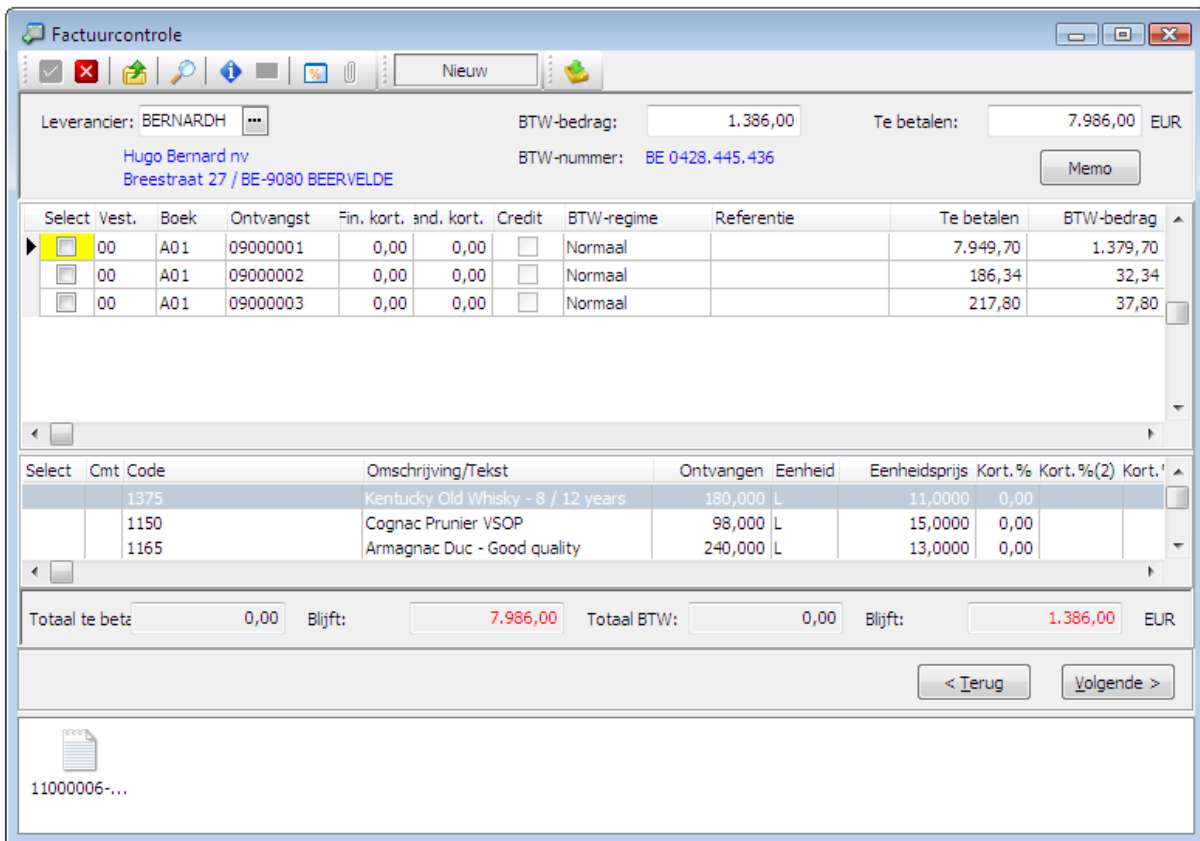 Factuurcontrole
Nieuw
Leverancier: BERNARDH ... BTW-bedrag: 1.386,00 Te betalen: 7.986,00 EUR
Hugo Bernard nv BTW-nummer: BE 0428.445.436 Memo
Breestraat 27 / BE-9080 BEERVELDE
Select Vest. Boek Ontvangst Fin. kort. and. kort. Credit BTW-regime Referentie Te betalen BTW-bedrag
00 A01 09000001 0,00 0,00 Normaal 7.949,70 1.379,70
00 A01 09000002 0,00 0,00 Normaal 186,34 32,34
00 A01 09000003 0,00 0,00 Normaal 217,80 37,80
Select Cmt Code Omschrijving/Tekst Ontvangen Eenheid Eenheidsprijs Kort.% Kort.%(2) Kort.
1375 Kentucky Old Whisky - 8 / 12 years 180,000 L 11,0000 0,00
1150 Cognac Prunier VSOP 98,000 L 15,0000 0,00
1165 Armagnac Duc - Good quality 240,000 L 13,0000 0,00
Totaal te beta 0,00 Blijft: 7.986,00 Totaal BTW: 0,00 Blijft: 1.386,00 EUR
< Terug Volgende >
11000006-...